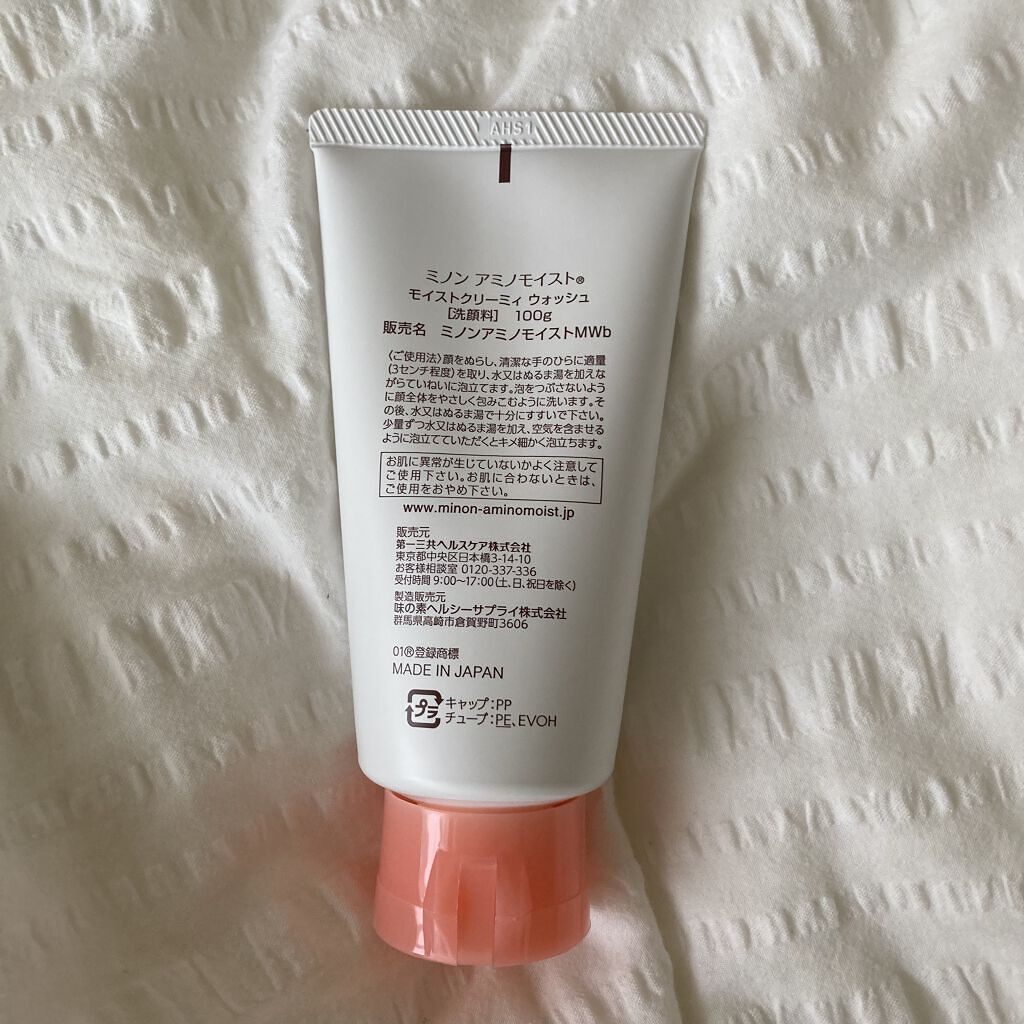 AHS1
ミノン アミノモイスト®
モイストクリーミィ ウォッシュ
[洗顔料] 100g
販売名 ミノンアミノモイストMWb
〈ご使用法〉顔をぬらし、清潔な手のひらに適量
(3センチ程度)を取り、水又はぬるま湯を加えな
がらていねいに泡立てます。泡をつぶさないよう
に顔全体をやさしく包みこむように洗います。そ
の後、水又はぬるま湯で十分にすすいで下さい。
少量ずつ水又はぬるま湯を加え、空気を含ませる
ように泡立てていただくとキメ細かく泡立ちます。
お肌に異常が生じていないかよく注意して
ご使用下さい。お肌に合わないときは、
ご使用をおやめ下さい。
www.minon-aminomoist.jp
販売元
第一三共ヘルスケア株式会社
東京都中央区日本橋3-14-10
お客様相談室 0120-337-336
受付時間 9:00〜17:00(土、日、祝日を除く)
製造販売元
味の素ヘルシーサプライ株式会社
群馬県高崎市倉賀野町3606
01®登録商標
MADE IN JAPAN
プラ キャップ:PP
チューブ:PE、EVOH